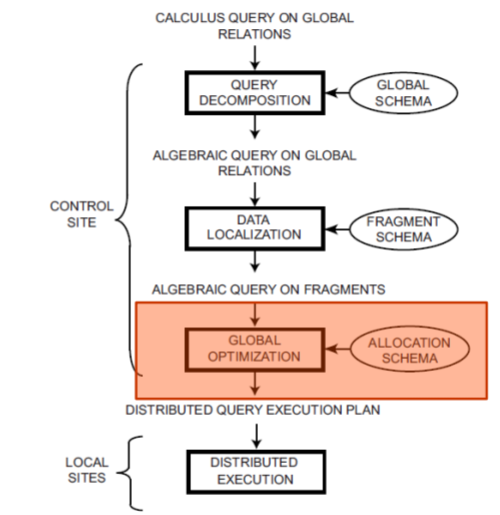 CALCULUS QUERY ON GLOBAL
RELATIONS
QUERY
DECOMPOSITION
GLOBAL
SCHEMA
ALGEBRAIC QUERY ON GLOBAL
RELATIONS
CONTROL
SITE
DATA
LOCALIZATION
FRAGMENT
SCHEMA
ALGEBRAIC QUERY ON FRAGMENTS
GLOBAL
OPTIMIZATION
ALLOCATION
SCHEMA
DISTRIBUTED QUERY EXECUTION PLAN
LOCAL
SITES
DISTRIBUTED
EXECUTION